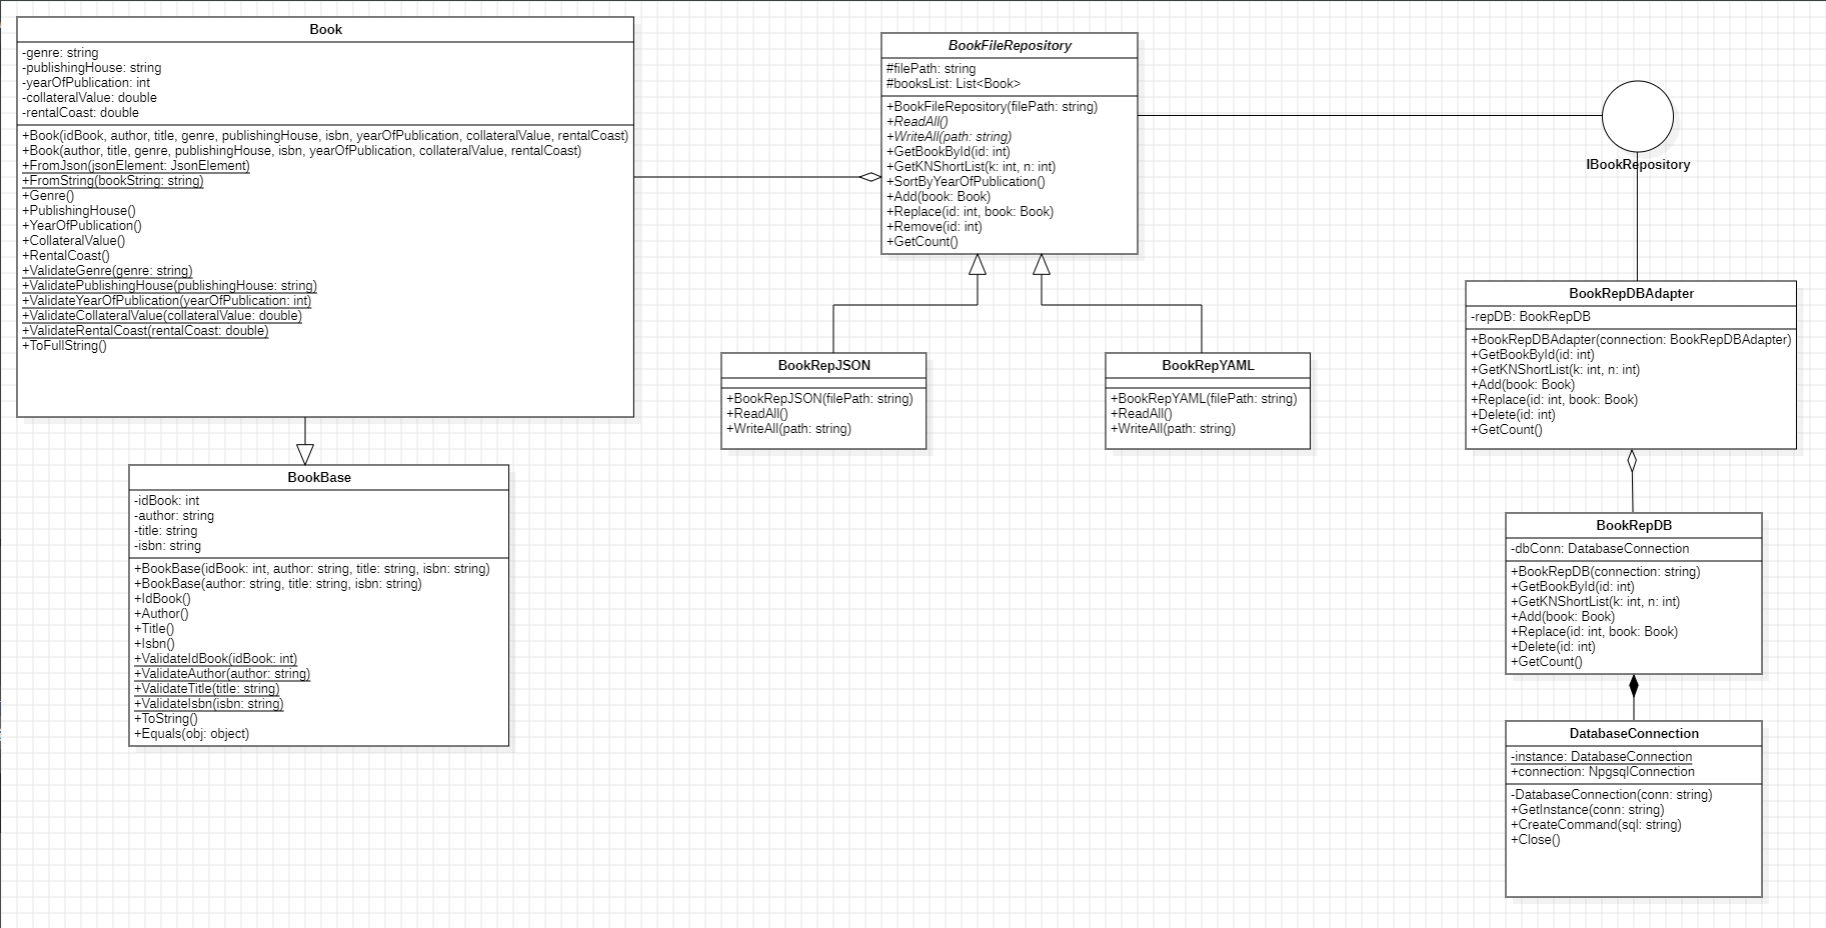 Book
-genre: string
-publishingHouse: string
-yearOfPublication: int
-collateralValue: double
-rentalCoast: double
+Book(idBook, author, title, genre, publishingHouse, isbn, yearOfPublication, collateralValue, rentalCoast)
+Book(author, title, genre, publishingHouse, isbn, yearOfPublication, collateralValue, rentalCoast)
+FromJson(jsonElement: JsonElement)
+FromString(bookString: string)
+Genre()
+PublishingHouse()
+YearOfPublication()
+CollateralValue()
+RentalCoast()
+ValidateGenre(genre: string)
+ValidatePublishingHouse(publishingHouse: string)
+ValidateYearOfPublication(yearOfPublication: int)
+ValidateCollateralValue(collateralValue: double)
+ValidateRentalCoast(rentalCoast: double)
+ToFullString()
BookBase
-idBook: int
-author: string
-title: string
-isbn: string
+BookBase(idBook: int, author: string, title: string, isbn: string)
+BookBase(author: string, title: string, isbn: string)
+IdBook()
+Author()
+Title()
+Isbn()
+ValidateIdBook(idBook: int)
+ValidateAuthor(author: string)
+ValidateTitle(title: string)
+ValidateIsbn(isbn: string)
+ToString()
+Equals(obj: object)
BookFileRepository
#filePath: string
#booksList: List<Book>
+BookFileRepository(filePath: string)
+ReadAll()
+WriteAll(path: string)
+GetBookById(id: int)
+GetKNShortList(k: int, n: int)
+SortByYearOfPublication()
+Add(book: Book)
+Replace(id: int, book: Book)
+Remove(id: int)
+GetCount()
BookRepJSON
+BookRepJSON(filePath: string)
+ReadAll()
+WriteAll(path: string)
BookRepYAML
+BookRepYAML(filePath: string)
+ReadAll()
+WriteAll(path: string)
IBookRepository
BookRepDBAdapter
-repDB: BookRepDB
+BookRepDBAdapter(connection: BookRepDBAdapter)
+GetBookById(id: int)
+GetKNShortList(k: int, n: int)
+Add(book: Book)
+Replace(id: int, book: Book)
+Delete(id: int)
+GetCount()
BookRepDB
-dbConn: DatabaseConnection
+BookRepDB(connection: string)
+GetBookById(id: int)
+GetKNShortList(k: int, n: int)
+Add(book: Book)
+Replace(id: int, book: Book)
+Delete(id: int)
+GetCount()
DatabaseConnection
-instance: DatabaseConnection
+connection: NpgsqlConnection
-DatabaseConnection(conn: string)
+GetInstance(conn: string)
+CreateCommand(sql: string)
+Close()